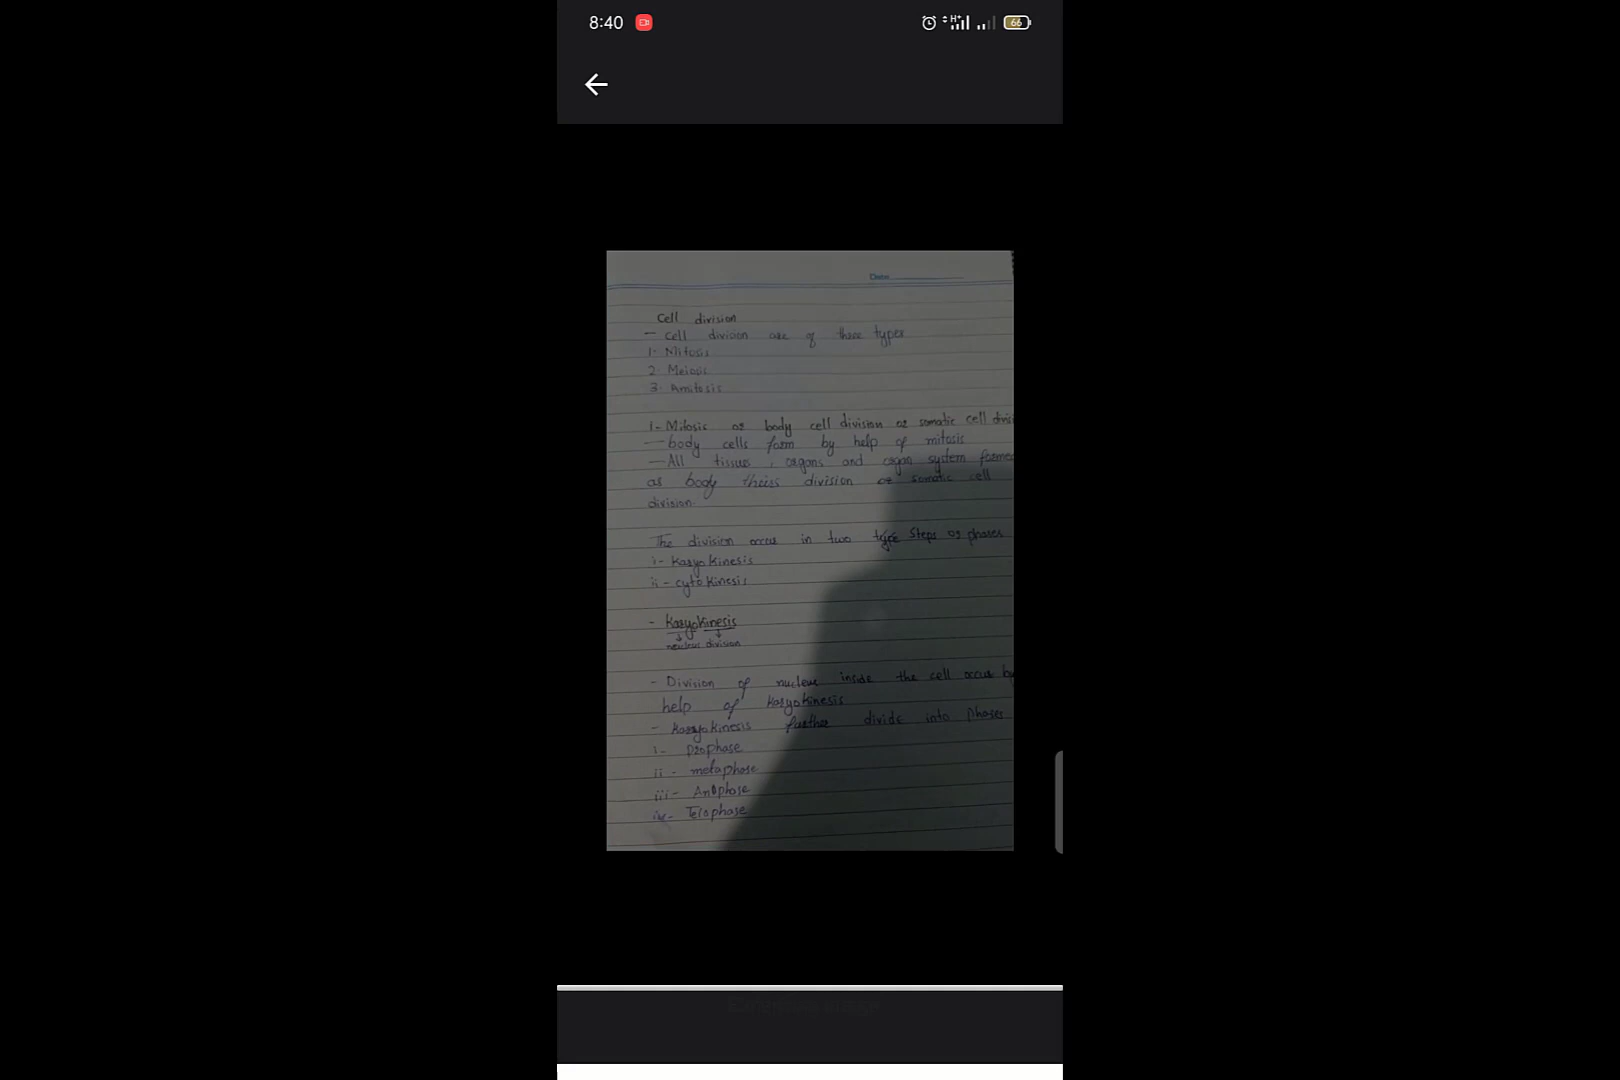 8:40
H+
66
Date
Cell division
- Cell division are of three types
1- Mitosis
2- Meiosis
3- Amitosis
1- Mitosis or body cell division or somatic cell divisi
- body cells form by help of mitosis
- All tissues, organs and organ system formed
as body division or somatic cell
division.
The division occur in two type steps or phases
i- Karyokinesis
ii- cytokinesis
- Karyokinesis
division
- Division of nucleus inside the cell occur by
help of Karyokinesis
- Karyokinesis further divide into phases
i- prophase
ii- metaphase
iii- Anaphase
iv- Telophase